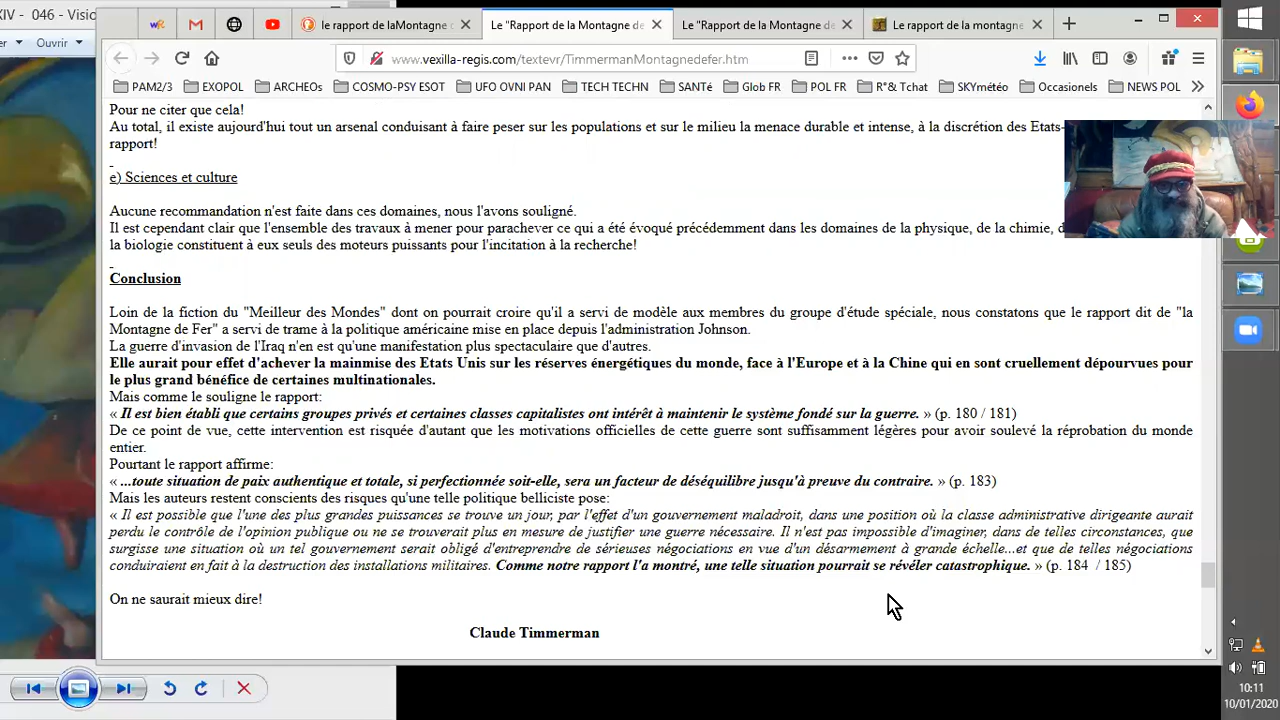 XIV - 046 - Visio
le rapport de laMontagne d
Le "Rapport de la Montagne de
Le "Rapport de la Montagne de
Le rapport de la montagne
Ouvrir
www.vexilla-regis.com/textevr/TimmermanMontagnedefer.htm
PAM2/3 EXOPOL ARCHEOs COSMO-PSY ESOT UFO OVNI PAN TECH TECHN SANTé Glob FR POL FR R°& Tchat SKYmétéo Occasionels NEWS POL
Pour ne citer que cela!
Au total, il existe aujourd'hui tout un arsenal conduisant à faire peser sur les populations et sur le milieu la menace durable et intense, à la discrétion des Etats-
rapport!
e) Sciences et culture
Aucune recommandation n'est faite dans ces domaines, nous l'avons souligné.
Il est cependant clair que l'ensemble des travaux à mener pour parachever ce qui a été évoqué précédemment dans les domaines de la physique, de la chimie,
la biologie constituent à eux seuls des moteurs puissants pour l'incitation à la recherche!
Conclusion
Loin de la fiction du "Meilleur des Mondes" dont on pourrait croire qu'il a servi de modèle aux membres du groupe d'étude spéciale, nous constatons que le rapport dit de "la
Montagne de Fer" a servi de trame à la politique américaine mise en place depuis l'administration Johnson.
La guerre d'invasion de l'Iraq n'en est qu'une manifestation plus spectaculaire que d'autres.
Elle aurait pour effet d'achever la mainmise des Etats Unis sur les réserves énergétiques du monde, face à l'Europe et à la Chine qui en sont cruellement dépourvues pour
le plus grand bénéfice de certaines multinationales.
Mais comme le souligne le rapport:
« Il est bien établi que certains groupes privés et certaines classes capitalistes ont intérêt à maintenir le système fondé sur la guerre. » (p. 180 / 181)
De ce point de vue, cette intervention est risquée d'autant que les motivations officielles de cette guerre sont suffisamment légères pour avoir soulevé la réprobation du monde
entier.
Pourtant le rapport affirme:
« ...toute situation de paix authentique et totale, si perfectionnée soit-elle, sera un facteur de déséquilibre jusqu'à preuve du contraire. » (p. 183)
Mais les auteurs restent conscients des risques qu'une telle politique belliciste pose:
« Il est possible que l'une des plus grandes puissances se trouve un jour, par l'effet d'un gouvernement maladroit, dans une position où la classe administrative dirigeante aurait
perdu le contrôle de l'opinion publique ou ne se trouverait plus en mesure de justifier une guerre nécessaire. Il n'est pas impossible d'imaginer, dans de telles circonstances, que
surgisse une situation où un tel gouvernement serait obligé d'entreprendre de sérieuses négociations en vue d'un désarmement à grande échelle...et que de telles négociations
conduiraient en fait à la destruction des installations militaires. Comme notre rapport l'a montré, une telle situation pourrait se révéler catastrophique. » (p. 184 / 185)
On ne saurait mieux dire!
Claude Timmerman
10:11
10/01/2020